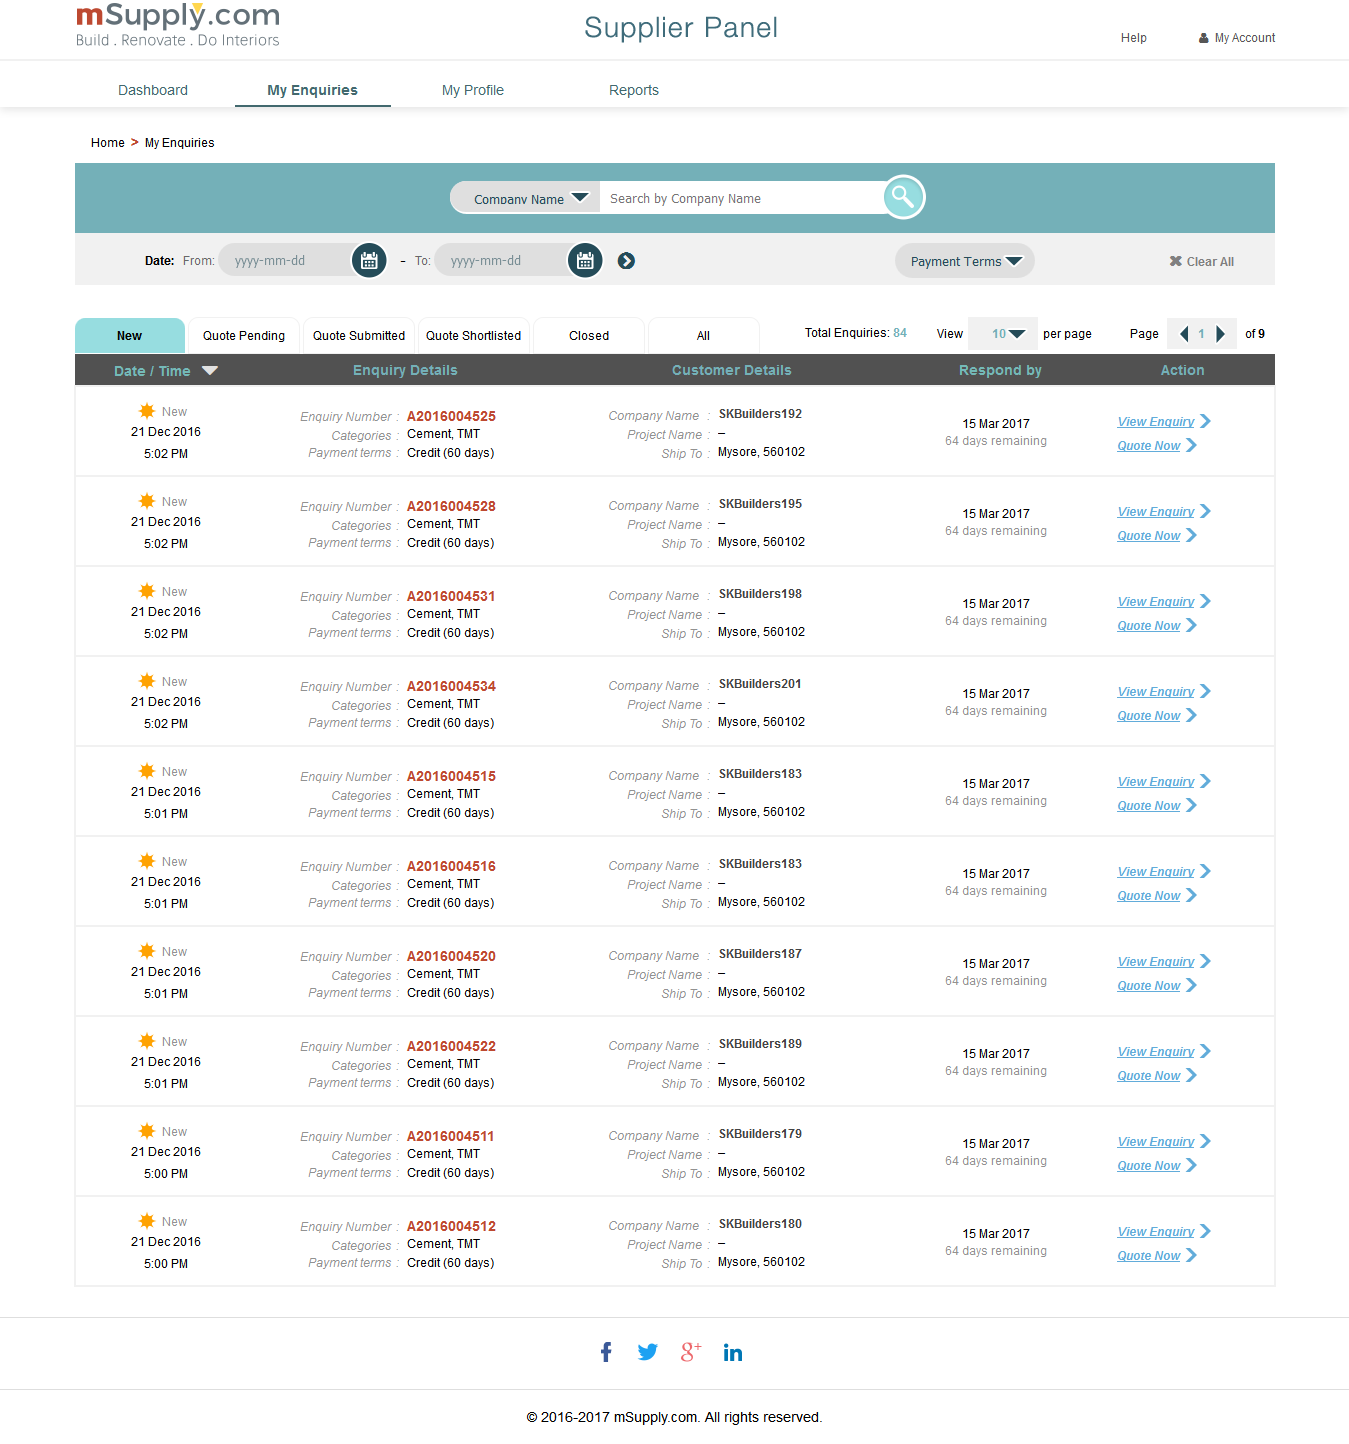 mSupply.com
Build . Renovate . Do Interiors
Supplier Panel
Help My Account
Dashboard My Enquiries My Profile Reports
Home > My Enquiries
Company Name Search by Company Name
Date: From: yyyy-mm-dd - To: yyyy-mm-dd Payment Terms Clear All
New Quote Pending Quote Submitted Quote Shortlisted Closed All Total Enquiries: 84 View 10 per page Page 1 of 9
Date / Time Enquiry Details Customer Details Respond by Action
New
21 Dec 2016
5:02 PM
Enquiry Number : A2016004525
Categories : Cement, TMT
Payment terms : Credit (60 days)
Company Name : SKBuilders192
Project Name : –
Ship To : Mysore, 560102
15 Mar 2017
64 days remaining
View Enquiry
Quote Now
New
21 Dec 2016
5:02 PM
Enquiry Number : A2016004528
Categories : Cement, TMT
Payment terms : Credit (60 days)
Company Name : SKBuilders195
Project Name : –
Ship To : Mysore, 560102
15 Mar 2017
64 days remaining
View Enquiry
Quote Now
New
21 Dec 2016
5:02 PM
Enquiry Number : A2016004531
Categories : Cement, TMT
Payment terms : Credit (60 days)
Company Name : SKBuilders198
Project Name : –
Ship To : Mysore, 560102
15 Mar 2017
64 days remaining
View Enquiry
Quote Now
New
21 Dec 2016
5:02 PM
Enquiry Number : A2016004534
Categories : Cement, TMT
Payment terms : Credit (60 days)
Company Name : SKBuilders201
Project Name : –
Ship To : Mysore, 560102
15 Mar 2017
64 days remaining
View Enquiry
Quote Now
New
21 Dec 2016
5:01 PM
Enquiry Number : A2016004515
Categories : Cement, TMT
Payment terms : Credit (60 days)
Company Name : SKBuilders183
Project Name : –
Ship To : Mysore, 560102
15 Mar 2017
64 days remaining
View Enquiry
Quote Now
New
21 Dec 2016
5:01 PM
Enquiry Number : A2016004516
Categories : Cement, TMT
Payment terms : Credit (60 days)
Company Name : SKBuilders183
Project Name : –
Ship To : Mysore, 560102
15 Mar 2017
64 days remaining
View Enquiry
Quote Now
New
21 Dec 2016
5:01 PM
Enquiry Number : A2016004520
Categories : Cement, TMT
Payment terms : Credit (60 days)
Company Name : SKBuilders187
Project Name : –
Ship To : Mysore, 560102
15 Mar 2017
64 days remaining
View Enquiry
Quote Now
New
21 Dec 2016
5:01 PM
Enquiry Number : A2016004522
Categories : Cement, TMT
Payment terms : Credit (60 days)
Company Name : SKBuilders189
Project Name : –
Ship To : Mysore, 560102
15 Mar 2017
64 days remaining
View Enquiry
Quote Now
New
21 Dec 2016
5:00 PM
Enquiry Number : A2016004511
Categories : Cement, TMT
Payment terms : Credit (60 days)
Company Name : SKBuilders179
Project Name : –
Ship To : Mysore, 560102
15 Mar 2017
64 days remaining
View Enquiry
Quote Now
New
21 Dec 2016
5:00 PM
Enquiry Number : A2016004512
Categories : Cement, TMT
Payment terms : Credit (60 days)
Company Name : SKBuilders180
Project Name : –
Ship To : Mysore, 560102
15 Mar 2017
64 days remaining
View Enquiry
Quote Now
© 2016-2017 mSupply.com. All rights reserved.